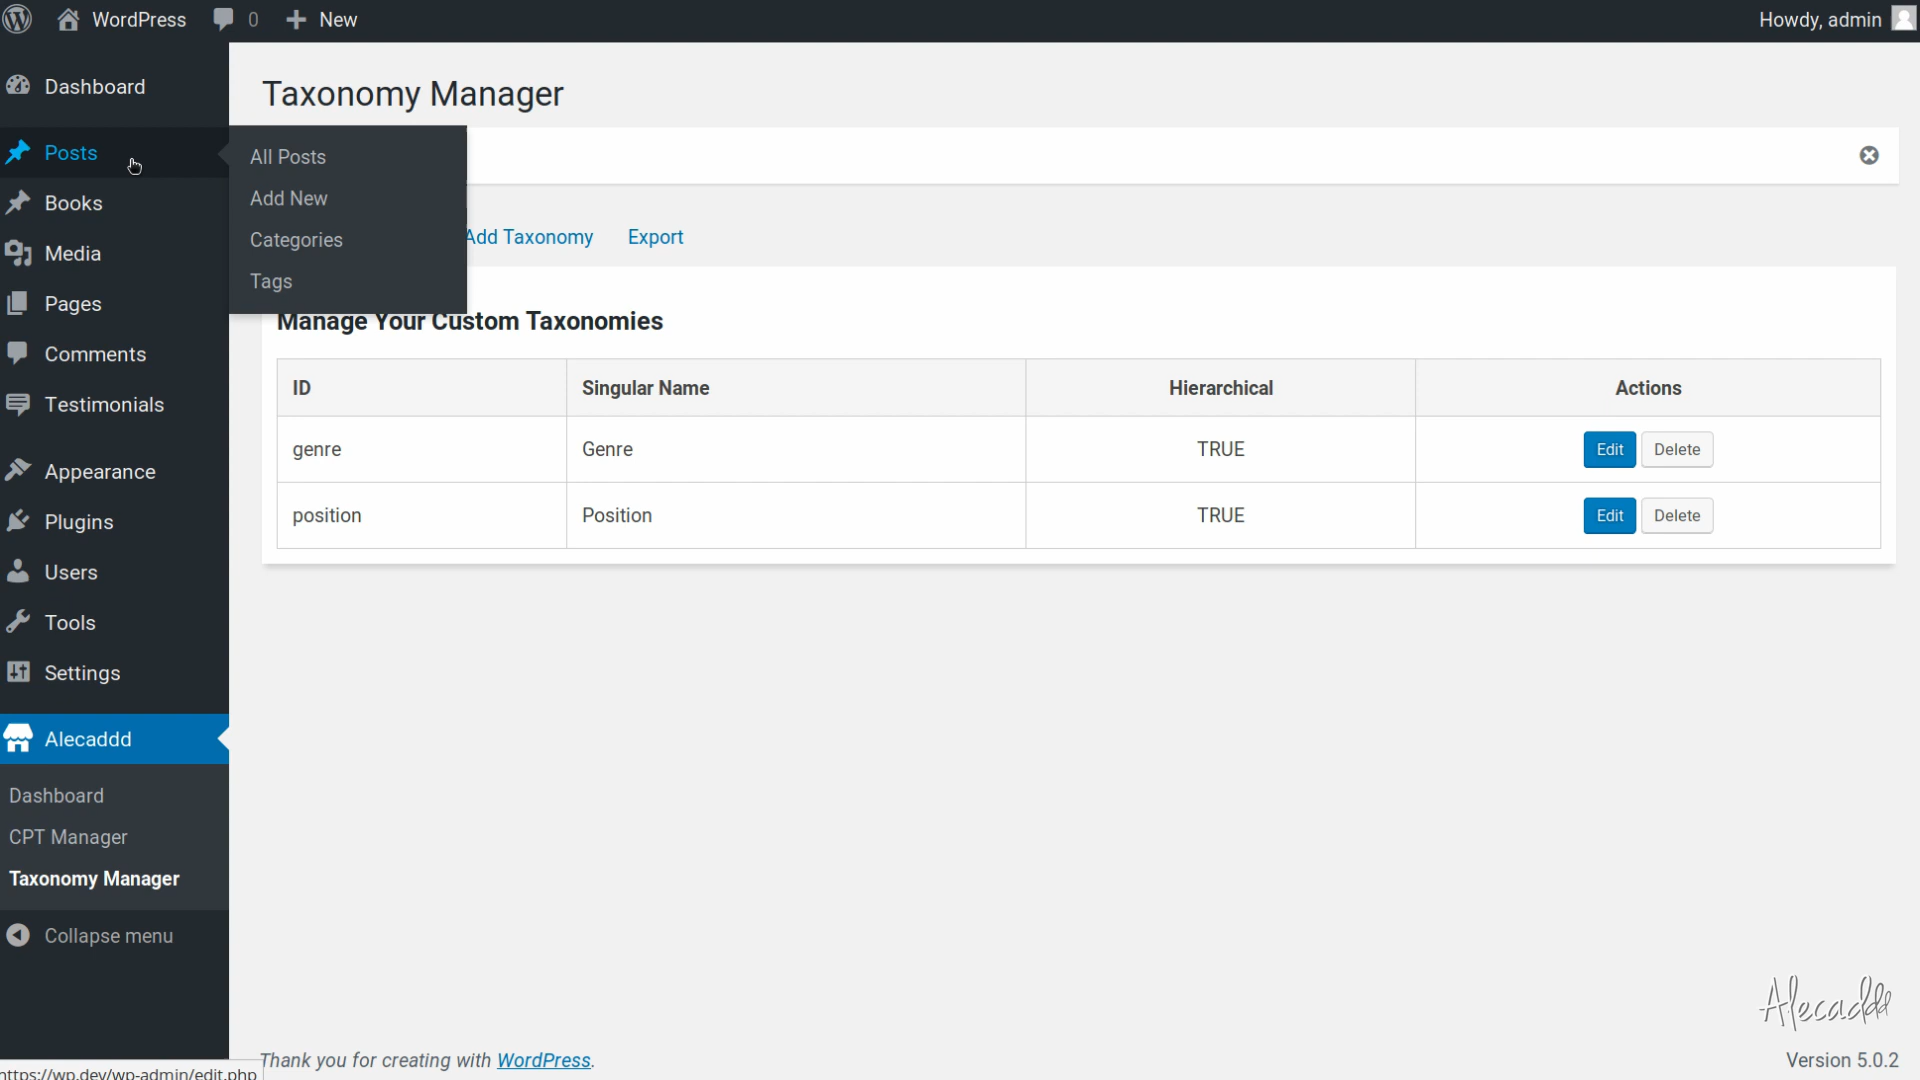 WordPress 0 New Howdy, admin
Dashboard
Posts
Books
Media
Pages
Comments
Testimonials
Appearance
Plugins
Users
Tools
Settings
Alecaddd
Dashboard
CPT Manager
Taxonomy Manager
Collapse menu
All Posts
Add New
Categories
Tags
Taxonomy Manager
Add Taxonomy Export
Manage Your Custom Taxonomies
ID Singular Name Hierarchical Actions
genre Genre TRUE Edit Delete
position Position TRUE Edit Delete
Alecaddd
Thank you for creating with WordPress. Version 5.0.2
https://wp.dev/wp-admin/edit.php